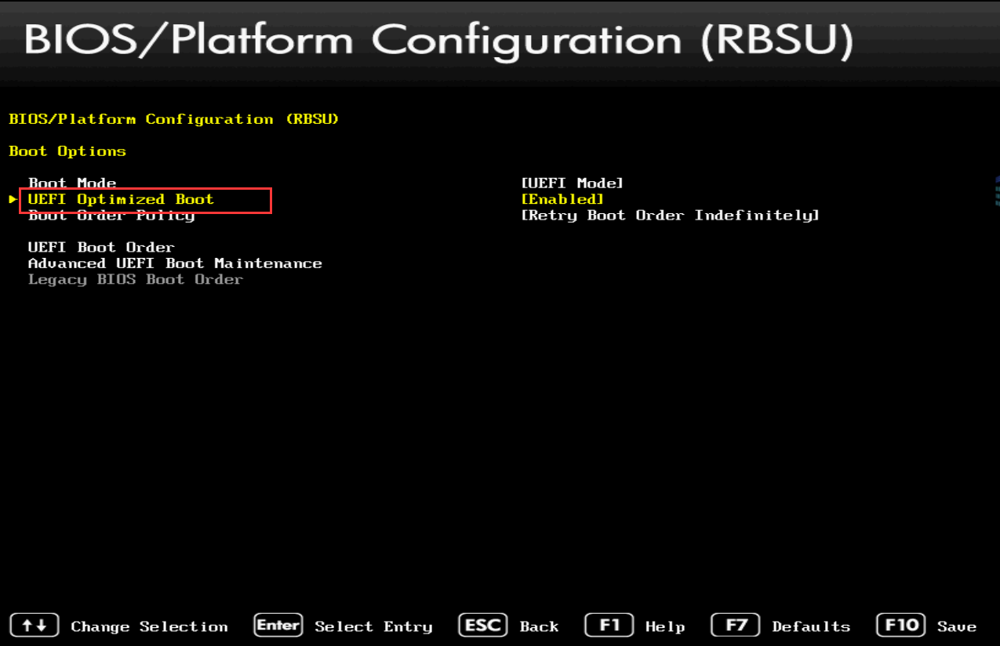 BIOS/Platform Configuration (RBSU)
BIOS/Platform Configuration (RBSU)
Boot Options
Boot Mode [UEFI Mode]
UEFI Optimized Boot [Enabled]
Boot Order Policy [Retry Boot Order Indefinitely]
UEFI Boot Order
Advanced UEFI Boot Maintenance
Legacy BIOS Boot Order
↑↓ Change Selection Enter Select Entry ESC Back F1 Help F7 Defaults F10 Save